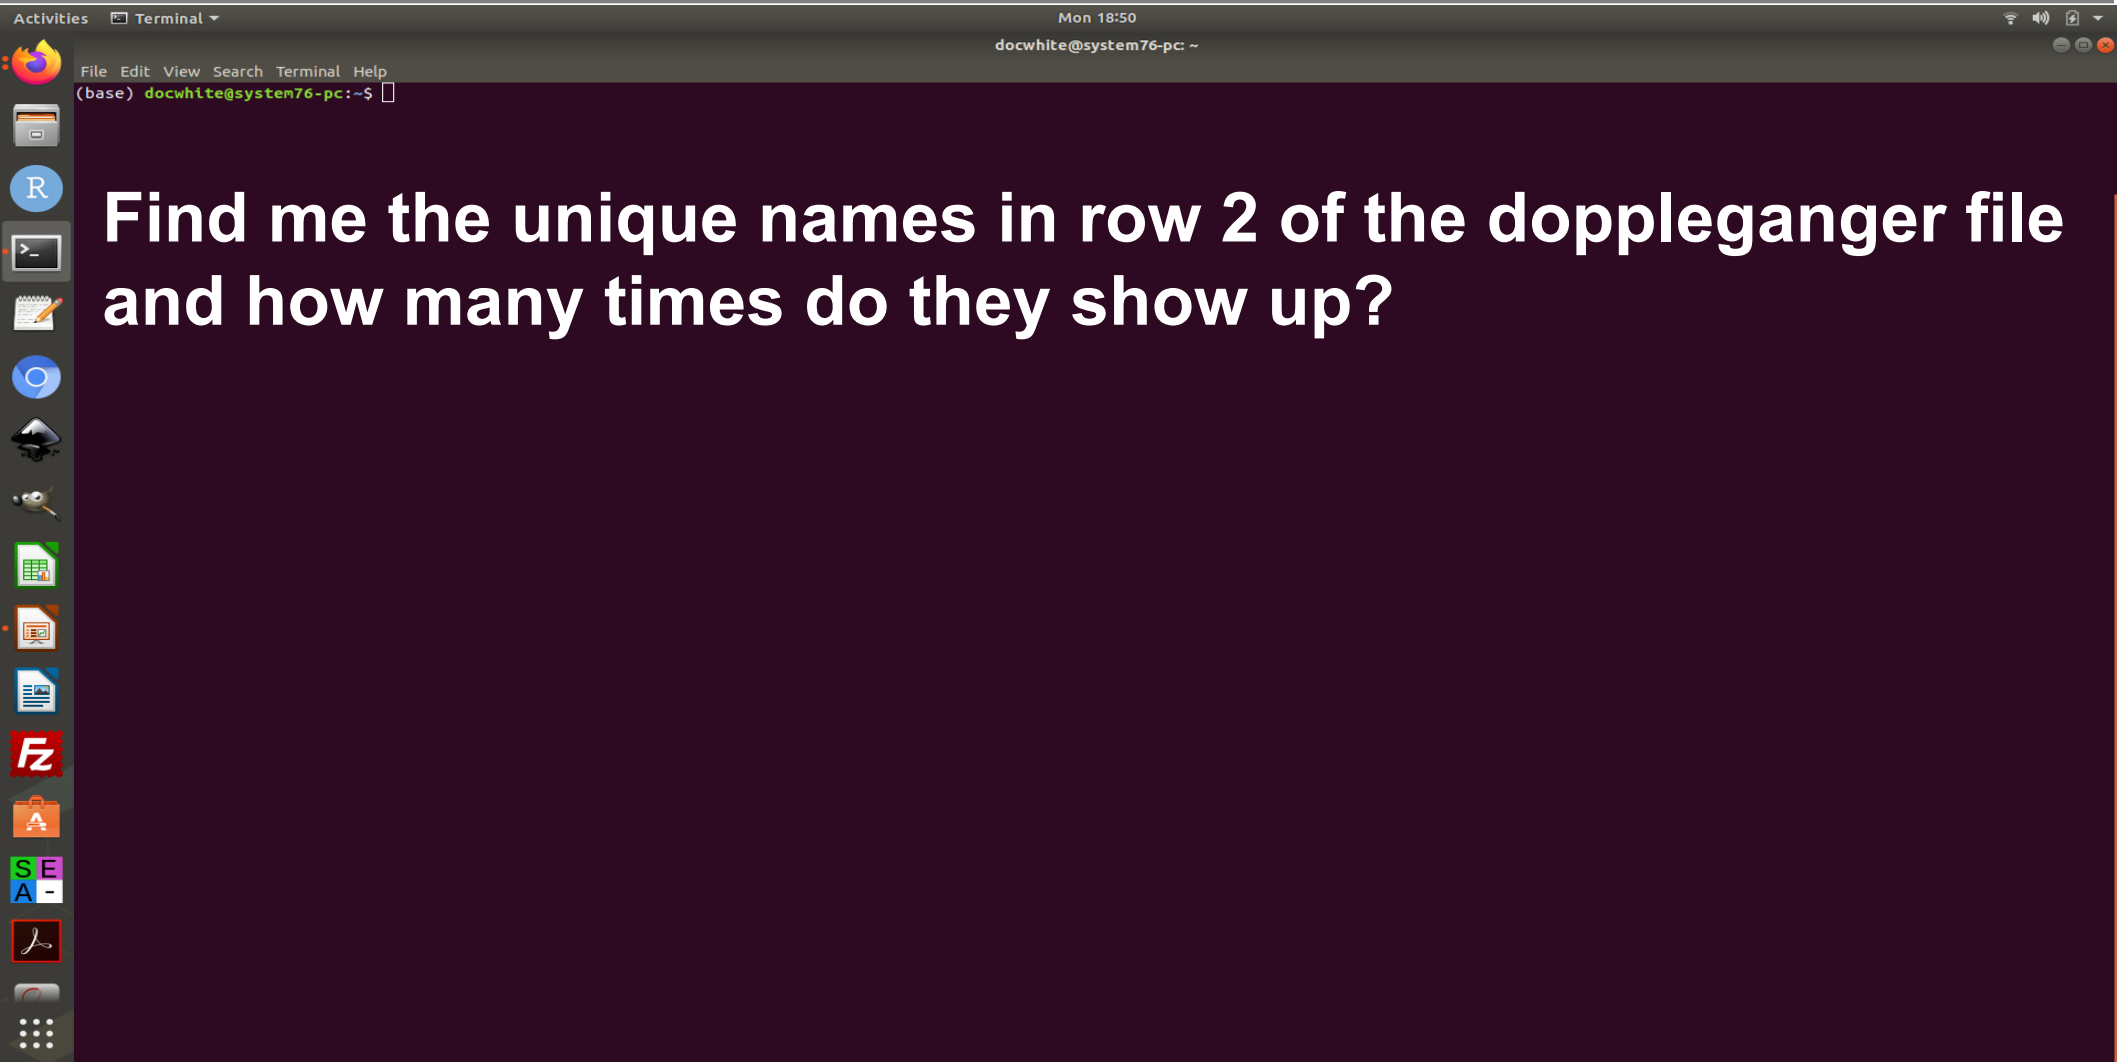 Activities Terminal Mon 18:50
docwhite@system76-pc: ~
File Edit View Search Terminal Help
(base) docwhite@system76-pc:~$
R
>_
Find me the unique names in row 2 of the doppleganger file
and how many times do they show up?
Fz
A
S E
A -